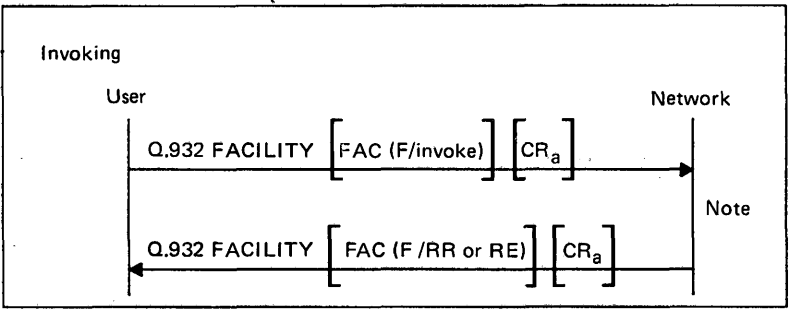 Invoking
User Network
Q.932 FACILITY [FAC (F/invoke)] [CRa]
Note
Q.932 FACILITY [FAC (F/RR or RE)] [CRa]